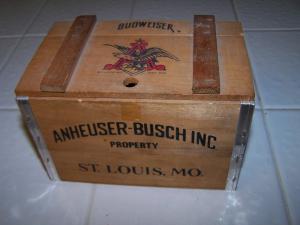 BUDWEISER.
ANHEUSER-BUSCH INC
PROPERTY
ST. LOUIS, MO.